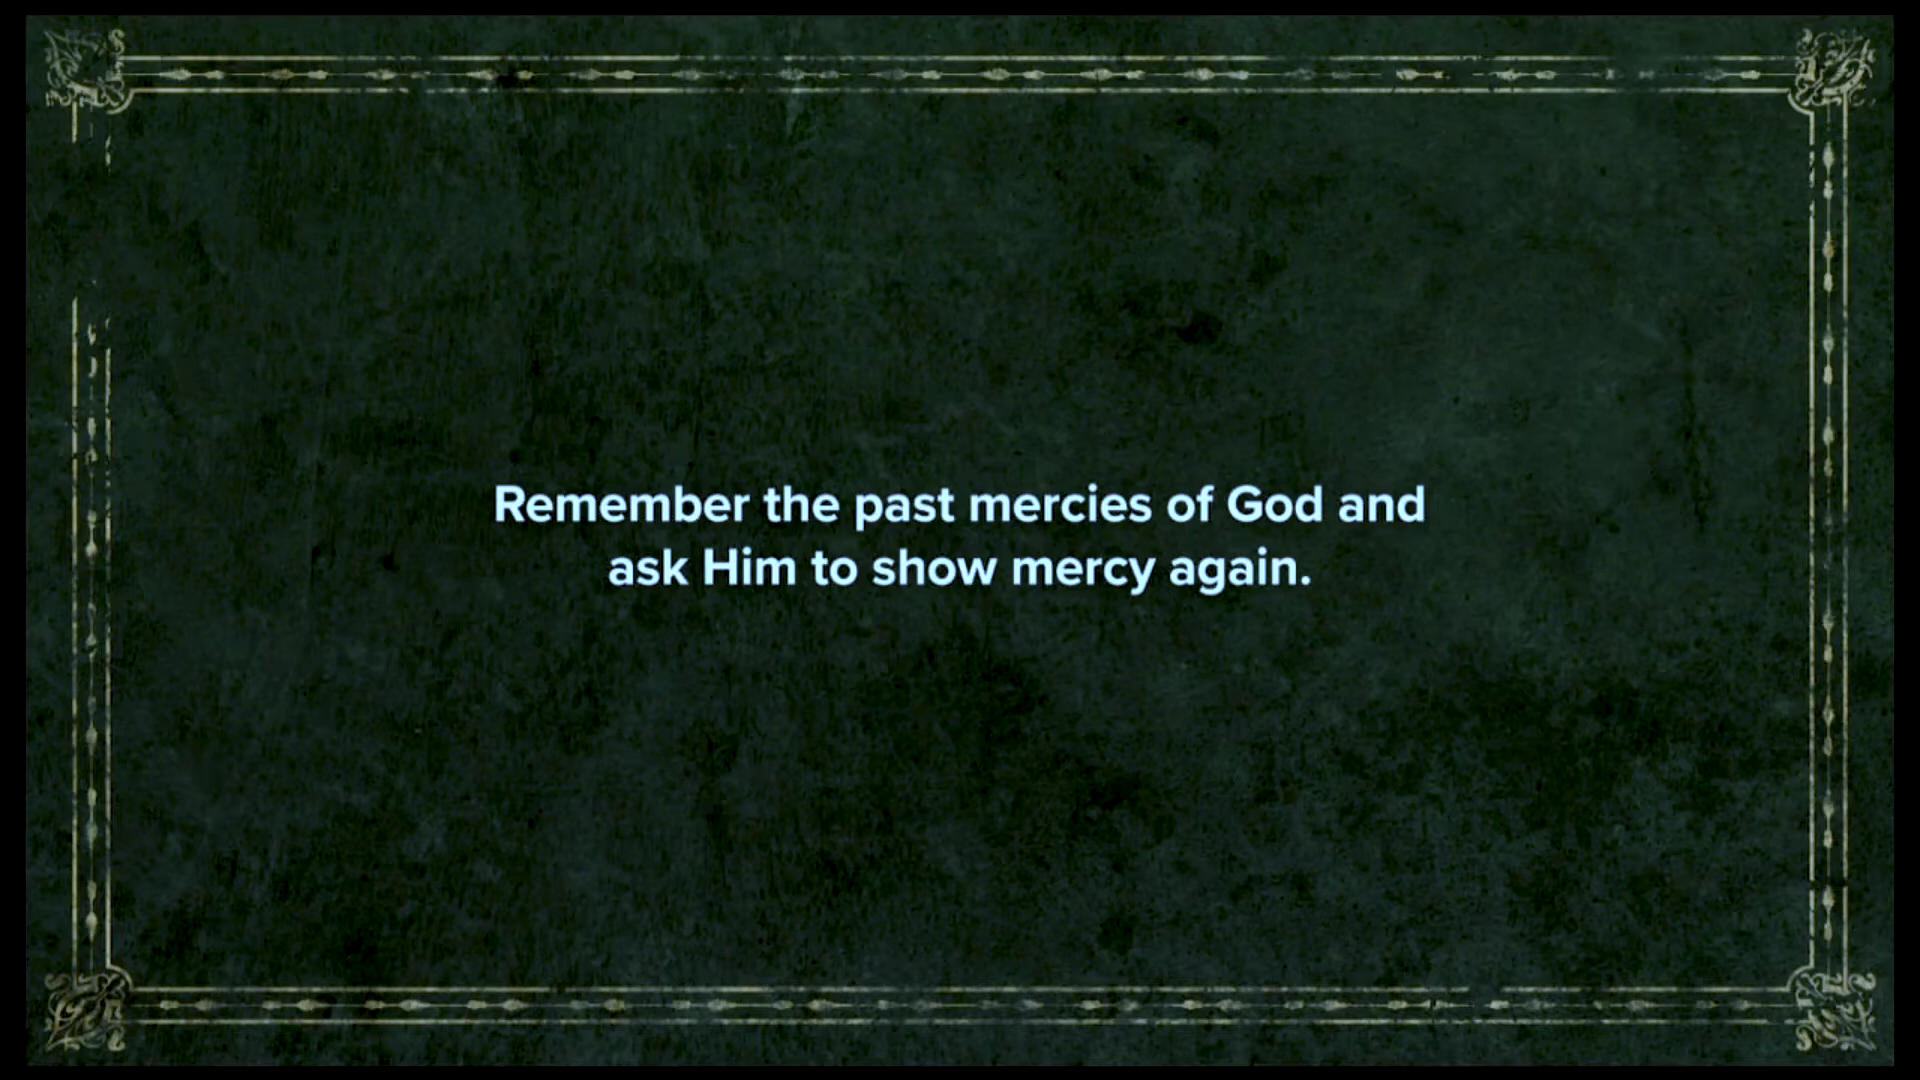 Remember the past mercies of God and
ask Him to show mercy again.